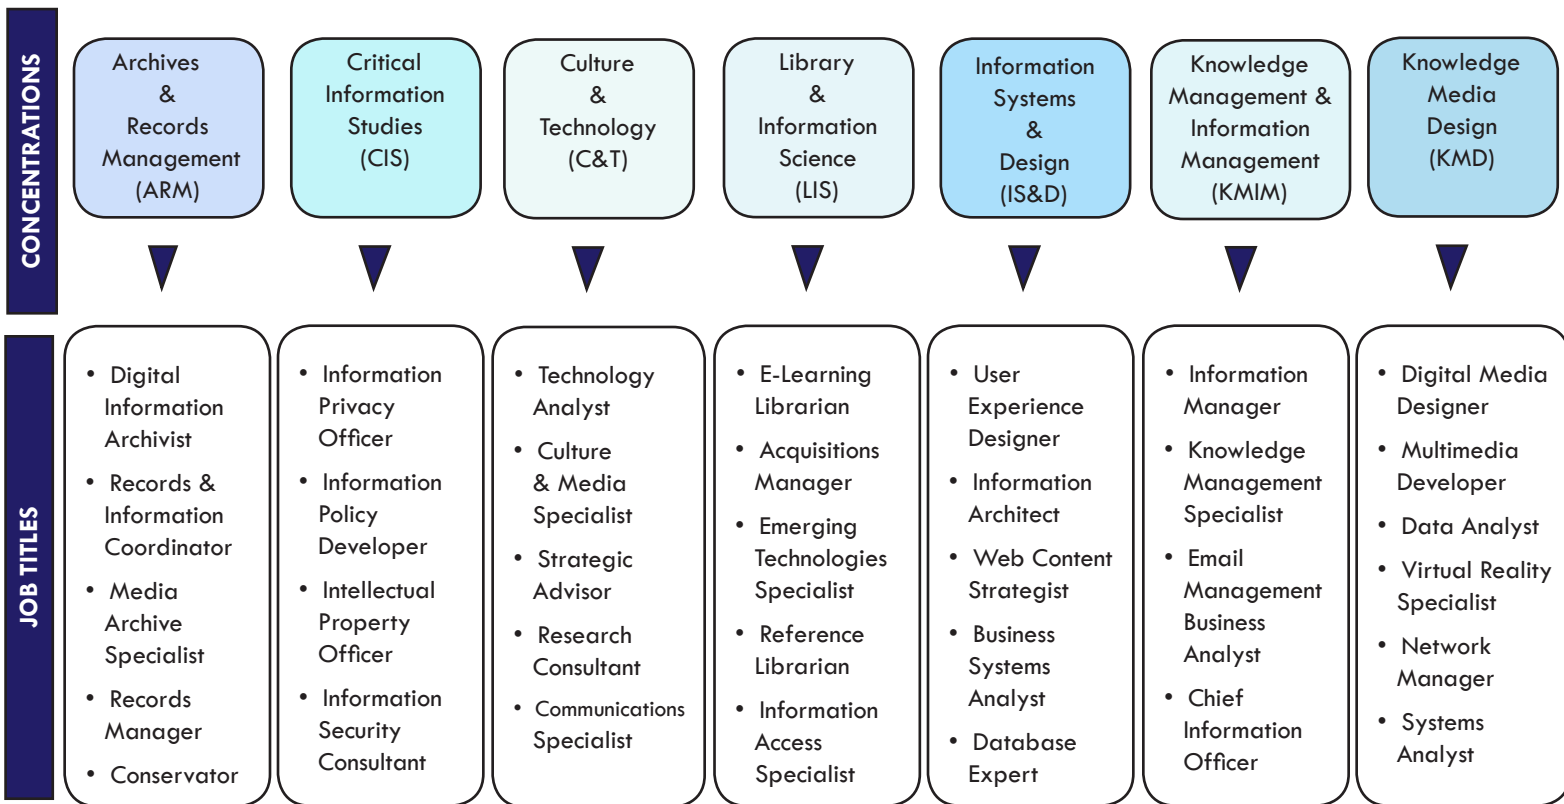 CONCENTRATIONS
Archives
&
Records
Management
(ARM)
Critical
Information
Studies
(CIS)
Culture
&
Technology
(C&T)
Library
&
Information
Science
(LIS)
Information
Systems
&
Design
(IS&D)
Knowledge
Management &
Information
Management
(KMIM)
Knowledge
Media
Design
(KMD)
JOB TITLES
• Digital
Information
Archivist
• Records &
Information
Coordinator
• Media
Archive
Specialist
• Records
Manager
• Conservator
• Information
Privacy
Officer
• Information
Policy
Developer
• Intellectual
Property
Officer
• Information
Security
Consultant
• Technology
Analyst
• Culture
& Media
Specialist
• Strategic
Advisor
• Research
Consultant
• Communications
Specialist
• E-Learning
Librarian
• Acquisitions
Manager
• Emerging
Technologies
Specialist
• Reference
Librarian
• Information
Access
Specialist
• User
Experience
Designer
• Information
Architect
• Web Content
Strategist
• Business
Systems
Analyst
• Database
Expert
• Information
Manager
• Knowledge
Management
Specialist
• Email
Management
Business
Analyst
• Chief
Information
Officer
• Digital Media
Designer
• Multimedia
Developer
• Data Analyst
• Virtual Reality
Specialist
• Network
Manager
• Systems
Analyst